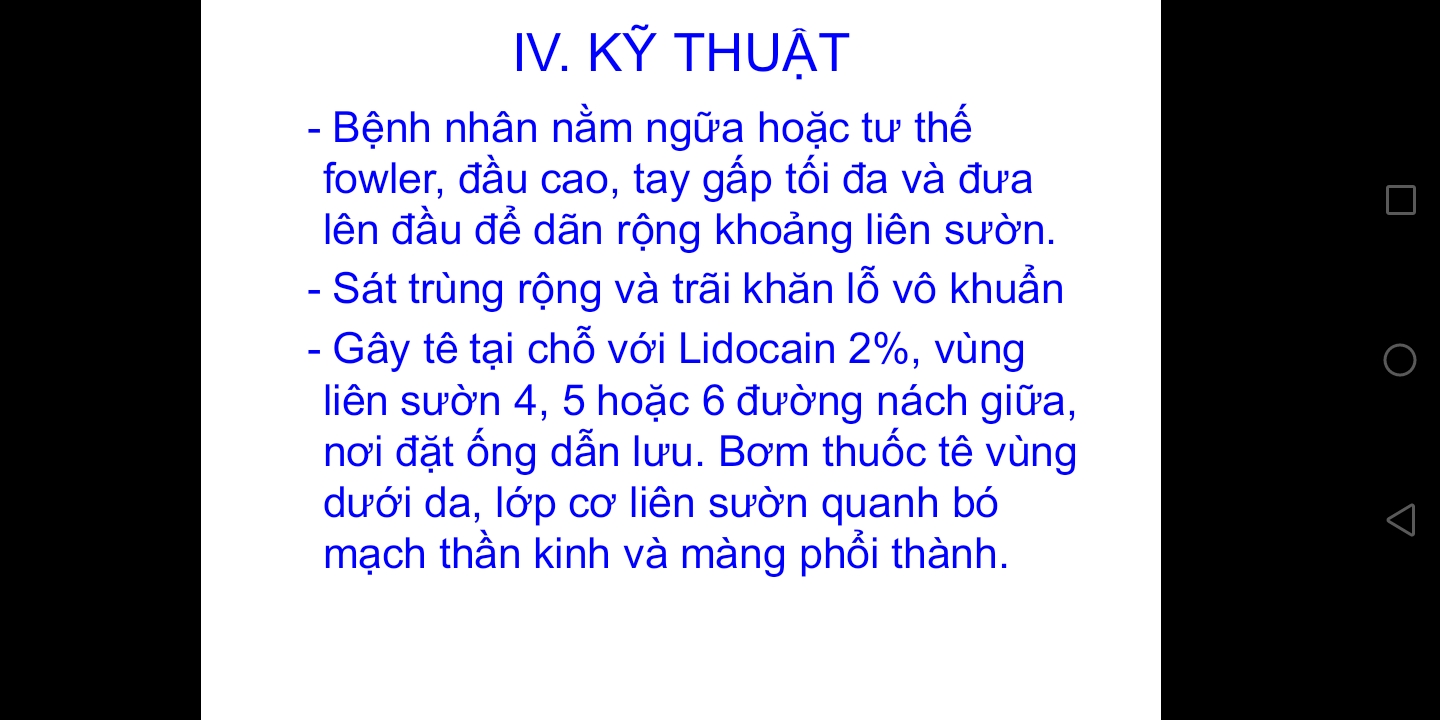 IV. KỸ THUẬT
- Bệnh nhân nằm ngữa hoặc tư thế
fowler, đầu cao, tay gấp tối đa và đưa
lên đầu để dãn rộng khoảng liên sườn.
- Sát trùng rộng và trãi khăn lỗ vô khuẩn
- Gây tê tại chỗ với Lidocain 2%, vùng
liên sườn 4, 5 hoặc 6 đường nách giữa,
nơi đặt ống dẫn lưu. Bơm thuốc tê vùng
dưới da, lớp cơ liên sườn quanh bó
mạch thần kinh và màng phổi thành.